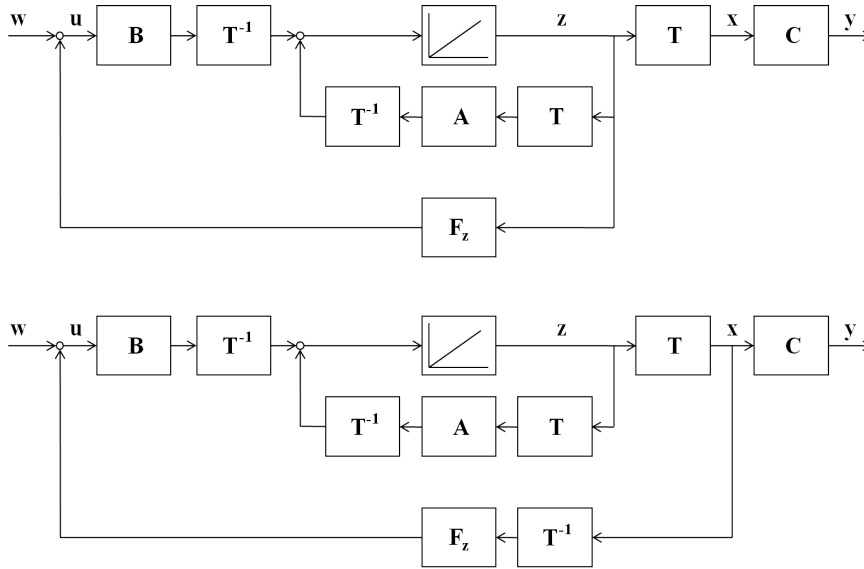 w u B T⁻¹ z T x C y
T⁻¹ A T
F_z
w u B T⁻¹ z T x C y
T⁻¹ A T
F_z T⁻¹